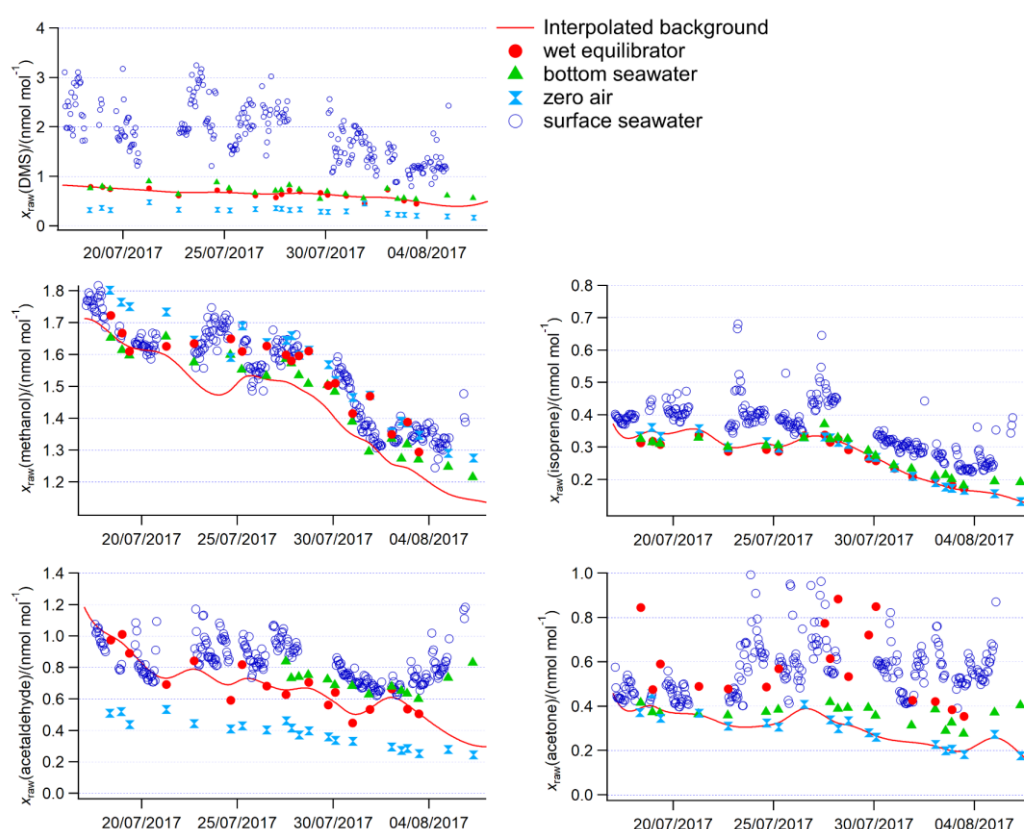 4
3
2
1
0
x_raw(DMS)/(nmol mol⁻¹)
20/07/2017 25/07/2017 30/07/2017 04/08/2017
Interpolated background
wet equilibrator
bottom seawater
zero air
surface seawater
1.8
1.7
1.6
1.5
1.4
1.3
1.2
x_raw(methanol)/(nmol mol⁻¹)
20/07/2017 25/07/2017 30/07/2017 04/08/2017
0.8
0.7
0.6
0.5
0.4
0.3
0.2
x_raw(isoprene)/(nmol mol⁻¹)
20/07/2017 25/07/2017 30/07/2017 04/08/2017
1.4
1.2
1.0
0.8
0.6
0.4
0.2
0.0
x_raw(acetaldehyde)/(nmol mol⁻¹)
20/07/2017 25/07/2017 30/07/2017 04/08/2017
1.0
0.8
0.6
0.4
0.2
0.0
x_raw(acetone)/(nmol mol⁻¹)
20/07/2017 25/07/2017 30/07/2017 04/08/2017